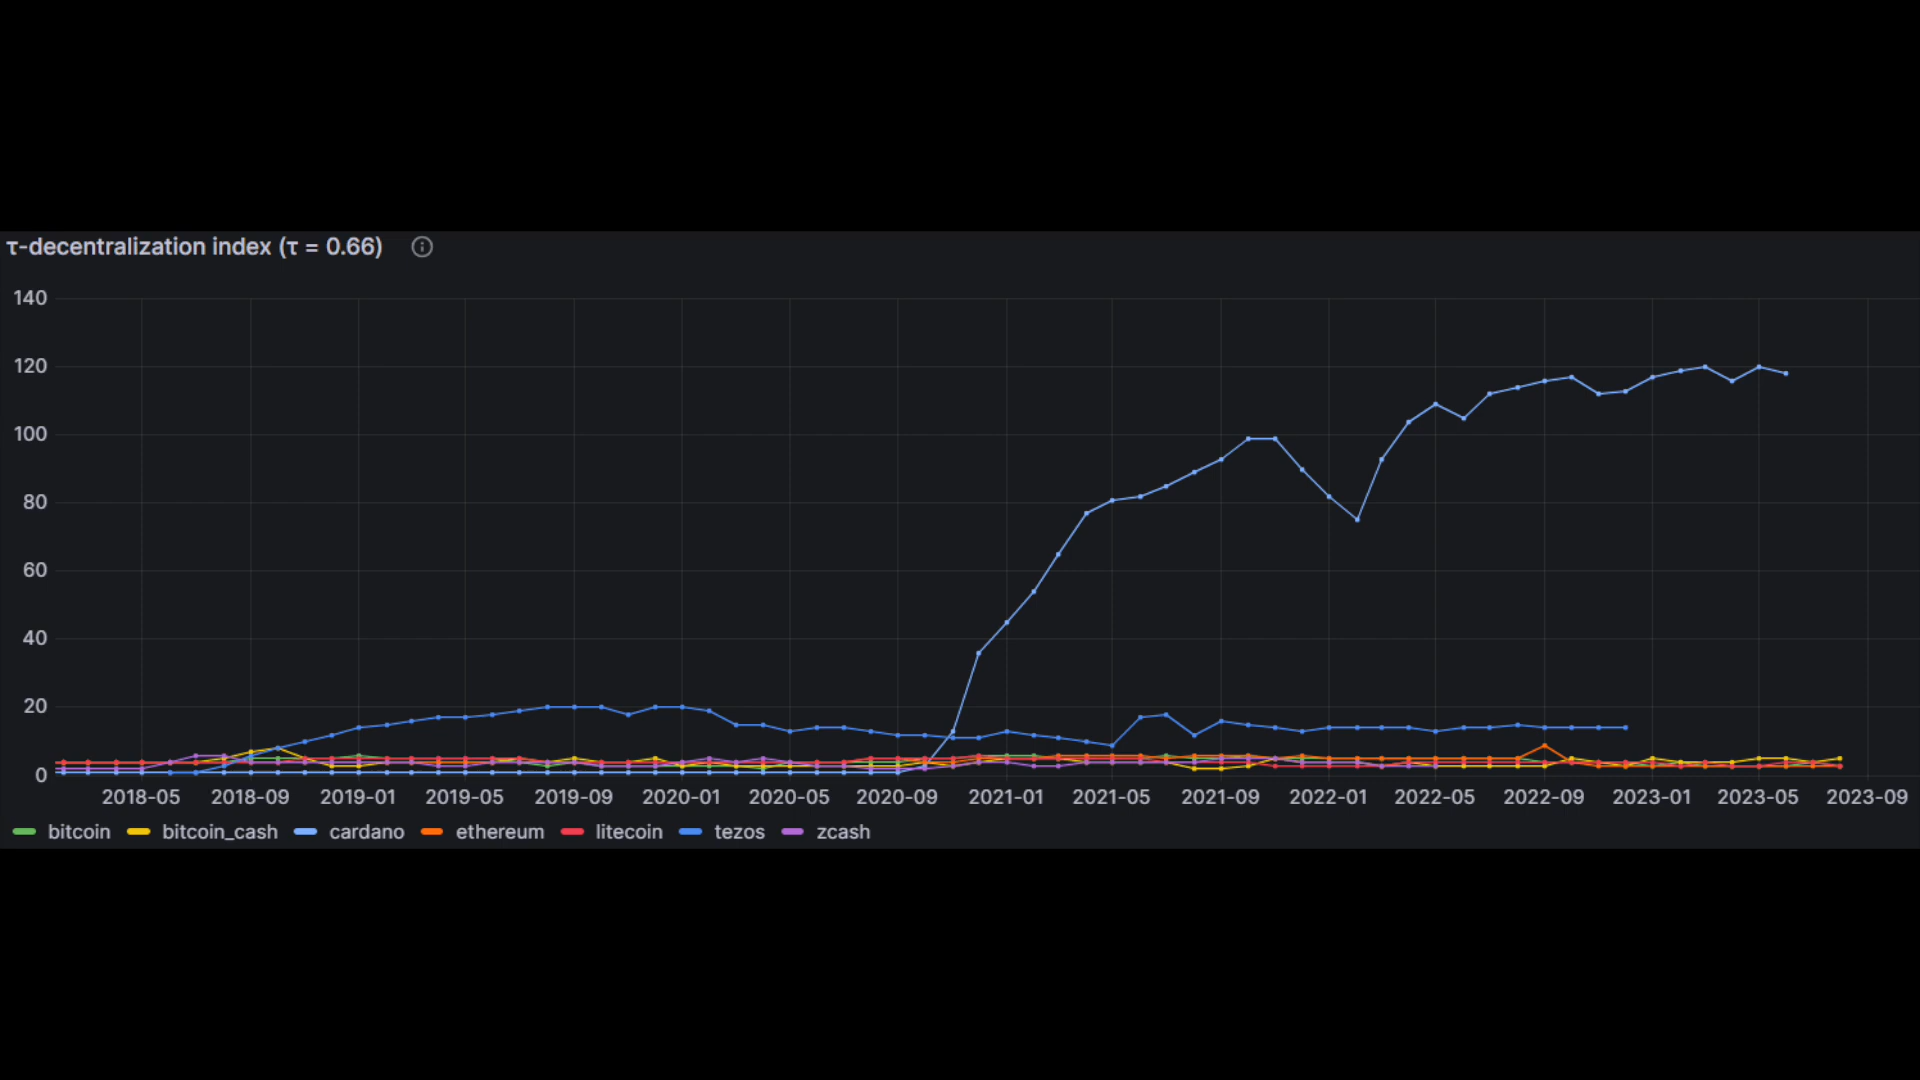 τ-decentralization index (τ = 0.66)
140
120
100
80
60
40
20
0
2018-05 2018-09 2019-01 2019-05 2019-09 2020-01 2020-05 2020-09 2021-01 2021-05 2021-09 2022-01 2022-05 2022-09 2023-01 2023-05 2023-09
bitcoin bitcoin_cash cardano ethereum litecoin tezos zcash